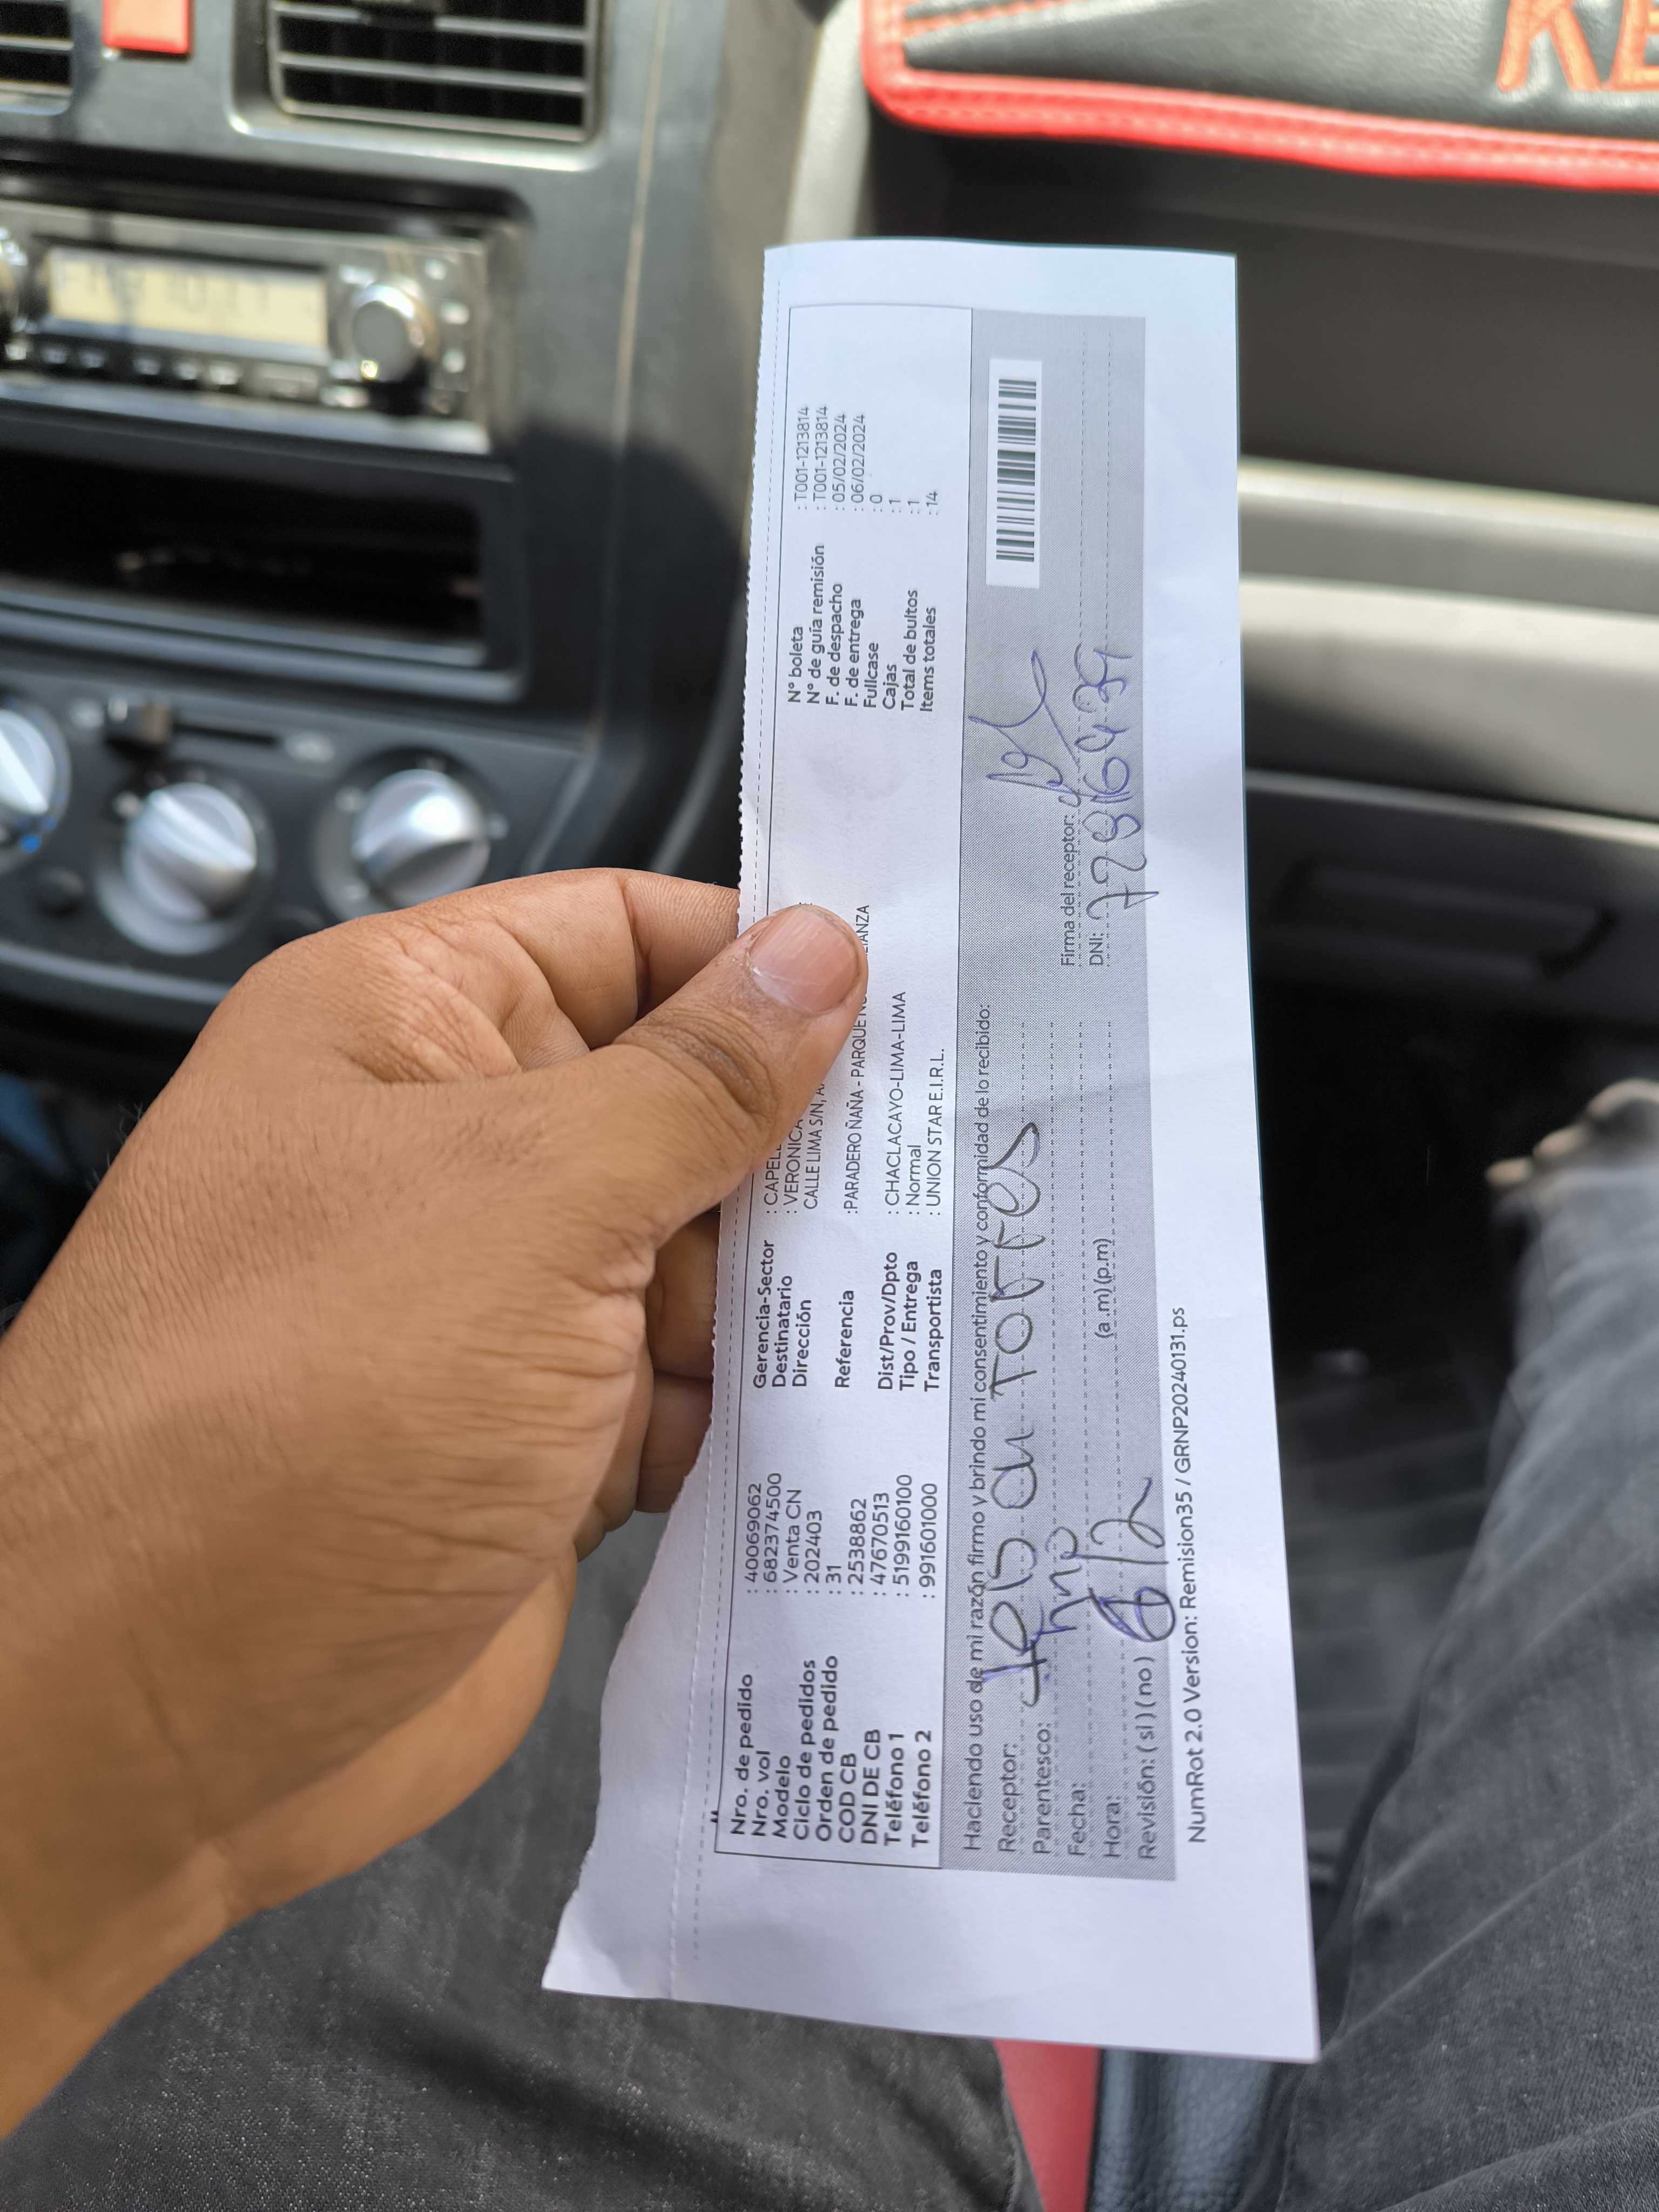 KE
Nro. de pedido : 40069062
Nro. vol : 682374500
Modelo : Venta CN
Ciclo de pedidos : 202403
Orden de pedido : 31
COD CB : 2538862
DNI DE CB : 47670513
Teléfono 1 : 5199160100
Teléfono 2 : 991601000
Gerencia-Sector : CAPEL
Destinatario : VERONICA
Dirección CALLE LIMA S/N,
Referencia :PARADERO ÑAÑA - PARQUE
Dist/Prov/Dpto : CHACLACAYO-LIMA-LIMA
Tipo / Entrega : Normal
Transportista : UNION STAR E.I.R.L.
N° boleta : T001-1213814
N° de guía remisión : T001-1213814
F. de despacho : 05/02/2024
F. de entrega : 06/02/2024
Fullcase : 0
Cajas : 1
Total de bultos : 1
Items totales : 14
Haciendo uso de mi razón firmo y brindo mi consentimiento y conformidad de lo recibido:
Receptor: Torres
Parentesco:
Fecha: 6/2
Hora: (a .m)(p.m)
Revisión: ( si ) ( no )
Firma del receptor:
DNI:
NumRot 2.0 Version: Remision35 / GRNP20240131.ps